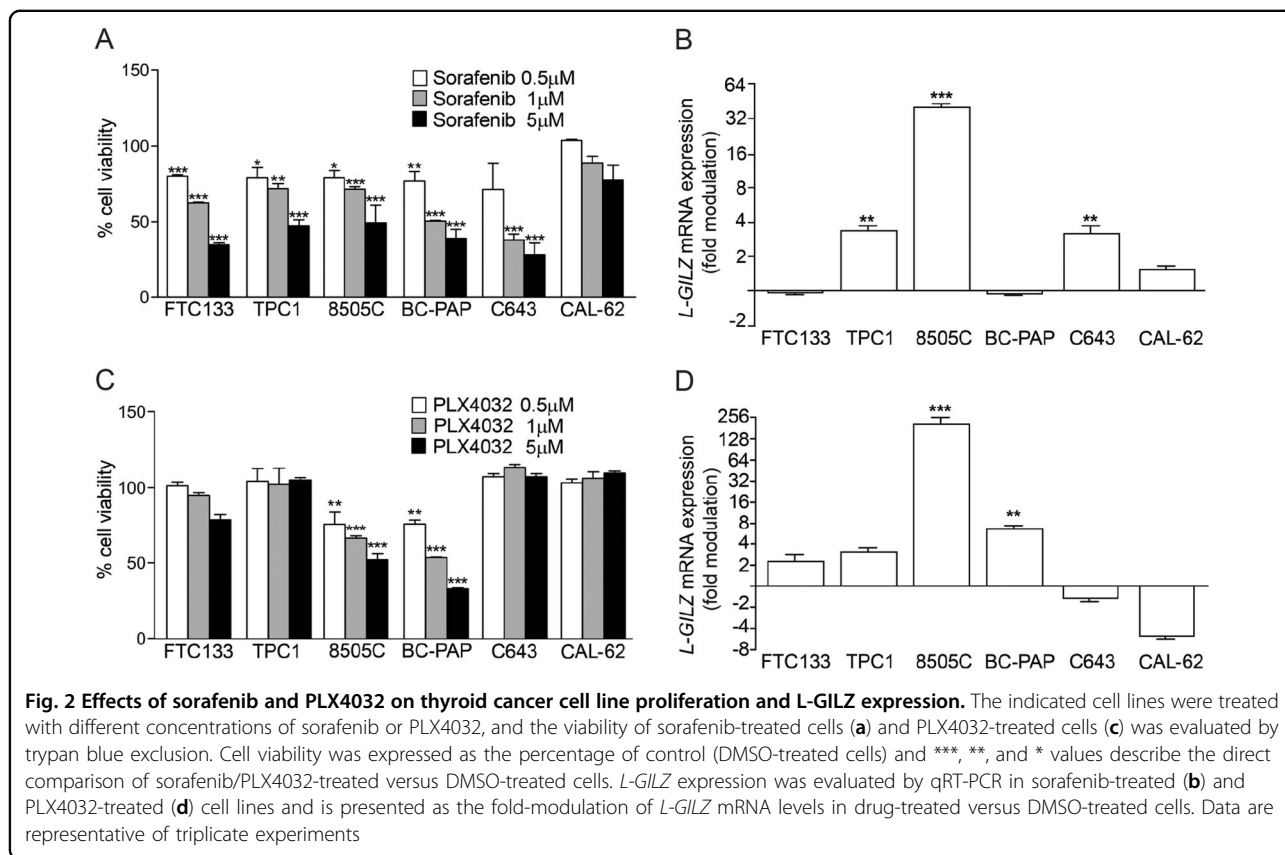 A
150
100
50
0
% cell viability
Sorafenib 0.5µM
Sorafenib 1µM
Sorafenib 5µM
*** *** ***
* ** ***
* *** ***
** *** ***
*** ***
FTC133 TPC1 8505C BC-PAP C643 CAL-62
B
64
32
16
8
4
2
-2
L-GILZ mRNA expression
(fold modulation)
**
***
**
FTC133 TPC1 8505C BC-PAP C643 CAL-62
C
150
100
50
0
% cell viability
PLX4032 0.5µM
PLX4032 1µM
PLX4032 5µM
** *** ***
** *** ***
FTC133 TPC1 8505C BC-PAP C643 CAL-62
D
256
128
64
32
16
8
4
2
-2
-4
-8
L-GILZ mRNA expression
(fold modulation)
***
**
FTC133 TPC1 8505C BC-PAP C643 CAL-62
Fig. 2 Effects of sorafenib and PLX4032 on thyroid cancer cell line proliferation and L-GILZ expression. The indicated cell lines were treated
with different concentrations of sorafenib or PLX4032, and the viability of sorafenib-treated cells (a) and PLX4032-treated cells (c) was evaluated by
trypan blue exclusion. Cell viability was expressed as the percentage of control (DMSO-treated cells) and ***, **, and * values describe the direct
comparison of sorafenib/PLX4032-treated versus DMSO-treated cells. L-GILZ expression was evaluated by qRT-PCR in sorafenib-treated (b) and
PLX4032-treated (d) cell lines and is presented as the fold-modulation of L-GILZ mRNA levels in drug-treated versus DMSO-treated cells. Data are
representative of triplicate experiments